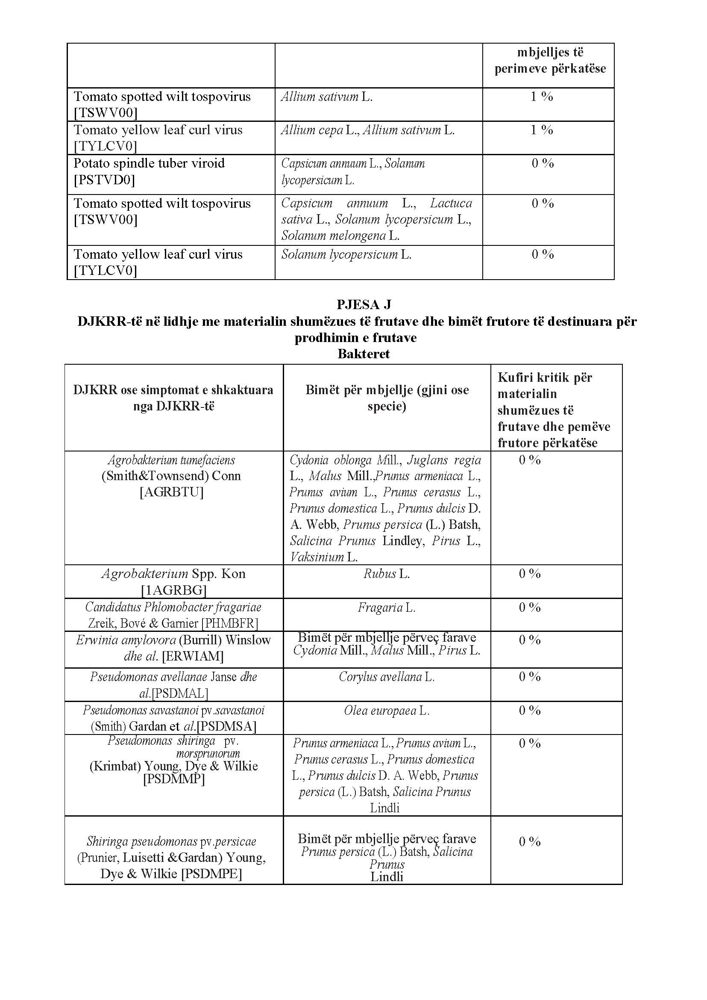 mbjelljes të
perimeve përkatëse
Tomato spotted wilt tospovirus
[TSWV00]
Allium sativum L.
1 %
Tomato yellow leaf curl virus
[TYLCV0]
Allium cepa L., Allium sativum L.
1 %
Potato spindle tuber viroid
[PSTVD0]
Capsicum annuum L., Solanum
lycopersicum L.
0 %
Tomato spotted wilt tospovirus
[TSWV00]
Capsicum annuum L., Lactuca
sativa L., Solanum lycopersicum L.,
Solanum melongena L.
0 %
Tomato yellow leaf curl virus
[TYLCV0]
Solanum lycopersicum L.
0 %
PJESA J
DJKRR-të në lidhje me materialin shumëzues të frutave dhe bimët frutore të destinuara për
prodhimin e frutave
Bakteret
DJKRR ose simptomat e shkaktuara
nga DJKRR-të
Bimët për mbjellje (gjini ose
specie)
Kufiri kritik për
materialin
shumëzues të
frutave dhe pemëve
frutore përkatëse
Agrobakterium tumefaciens
(Smith&Townsend) Conn
[AGRBTU]
Cydonia oblonga Mill., Juglans regia
L., Malus Mill.,Prunus armeniaca L.,
Prunus avium L., Prunus cerasus L.,
Prunus domestica L., Prunus dulcis D.
A. Webb, Prunus persica (L.) Batsh,
Salicina Prunus Lindley, Pirus L.,
Vaksinium L.
0 %
Agrobakterium Spp. Kon
[1AGRBG]
Rubus L.
0 %
Candidatus Phlomobacter fragariae
Zreik, Bové & Garnier [PHMBFR]
Fragaria L.
0 %
Erwinia amylovora (Burrill) Winslow
dhe al. [ERWIAM]
Bimët për mbjellje përveç farave
Cydonia Mill., Malus Mill., Pirus L.
0 %
Pseudomonas avellanae Janse dhe
al.[PSDMAL]
Corylus avellana L.
0 %
Pseudomonas savastanoi pv.savastanoi
(Smith) Gardan et al.[PSDMSA]
Olea europaea L.
0 %
Pseudomonas shiringa pv.
morsprunorum
(Krimbat) Young, Dye & Wilkie
[PSDMMP]
Prunus armeniaca L., Prunus avium L.,
Prunus cerasus L., Prunus domestica
L., Prunus dulcis D. A. Webb, Prunus
persica (L.) Batsh, Salicina Prunus
Lindli
0 %
Shiringa pseudomonas pv.persicae
(Prunier, Luisetti &Gardan) Young,
Dye & Wilkie [PSDMPE]
Bimët për mbjellje përveç farave
Prunus persica (L.) Batsh, Salicina
Prunus
Lindli
0 %